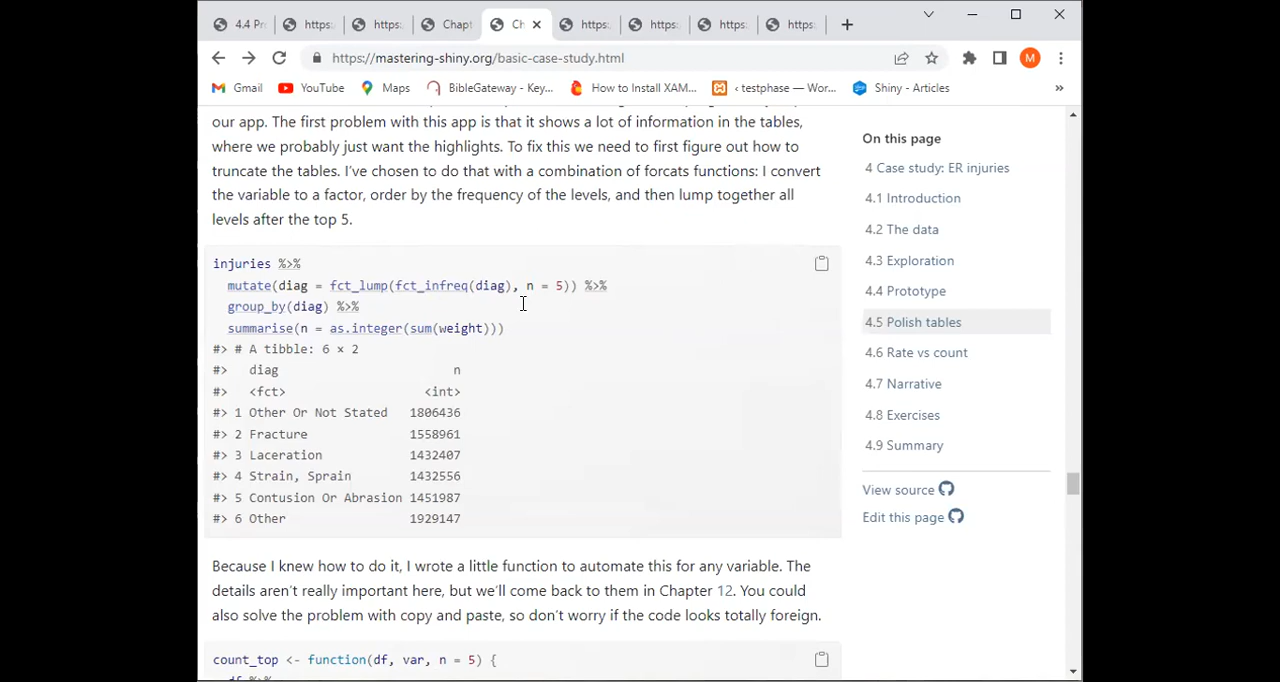 4.4 Pr
https:
https:
Chapt
Ch
https:
https:
https:
https:
https://mastering-shiny.org/basic-case-study.html
M
Gmail
YouTube
Maps
BibleGateway - Key...
How to Install XAM...
‹ testphase — Wor...
Shiny - Articles
»
our app. The first problem with this app is that it shows a lot of information in the tables,
where we probably just want the highlights. To fix this we need to first figure out how to
truncate the tables. I've chosen to do that with a combination of forcats functions: I convert
the variable to a factor, order by the frequency of the levels, and then lump together all
levels after the top 5.
injuries %>%
mutate(diag = fct_lump(fct_infreq(diag), n = 5)) %>%
group_by(diag) %>%
summarise(n = as.integer(sum(weight)))
#> # A tibble: 6 × 2
#> diag n
#> <fct> <int>
#> 1 Other Or Not Stated 1806436
#> 2 Fracture 1558961
#> 3 Laceration 1432407
#> 4 Strain, Sprain 1432556
#> 5 Contusion Or Abrasion 1451987
#> 6 Other 1929147
Because I knew how to do it, I wrote a little function to automate this for any variable. The
details aren't really important here, but we'll come back to them in Chapter 12. You could
also solve the problem with copy and paste, so don't worry if the code looks totally foreign.
count_top <- function(df, var, n = 5) {
On this page
4 Case study: ER injuries
4.1 Introduction
4.2 The data
4.3 Exploration
4.4 Prototype
4.5 Polish tables
4.6 Rate vs count
4.7 Narrative
4.8 Exercises
4.9 Summary
View source
Edit this page